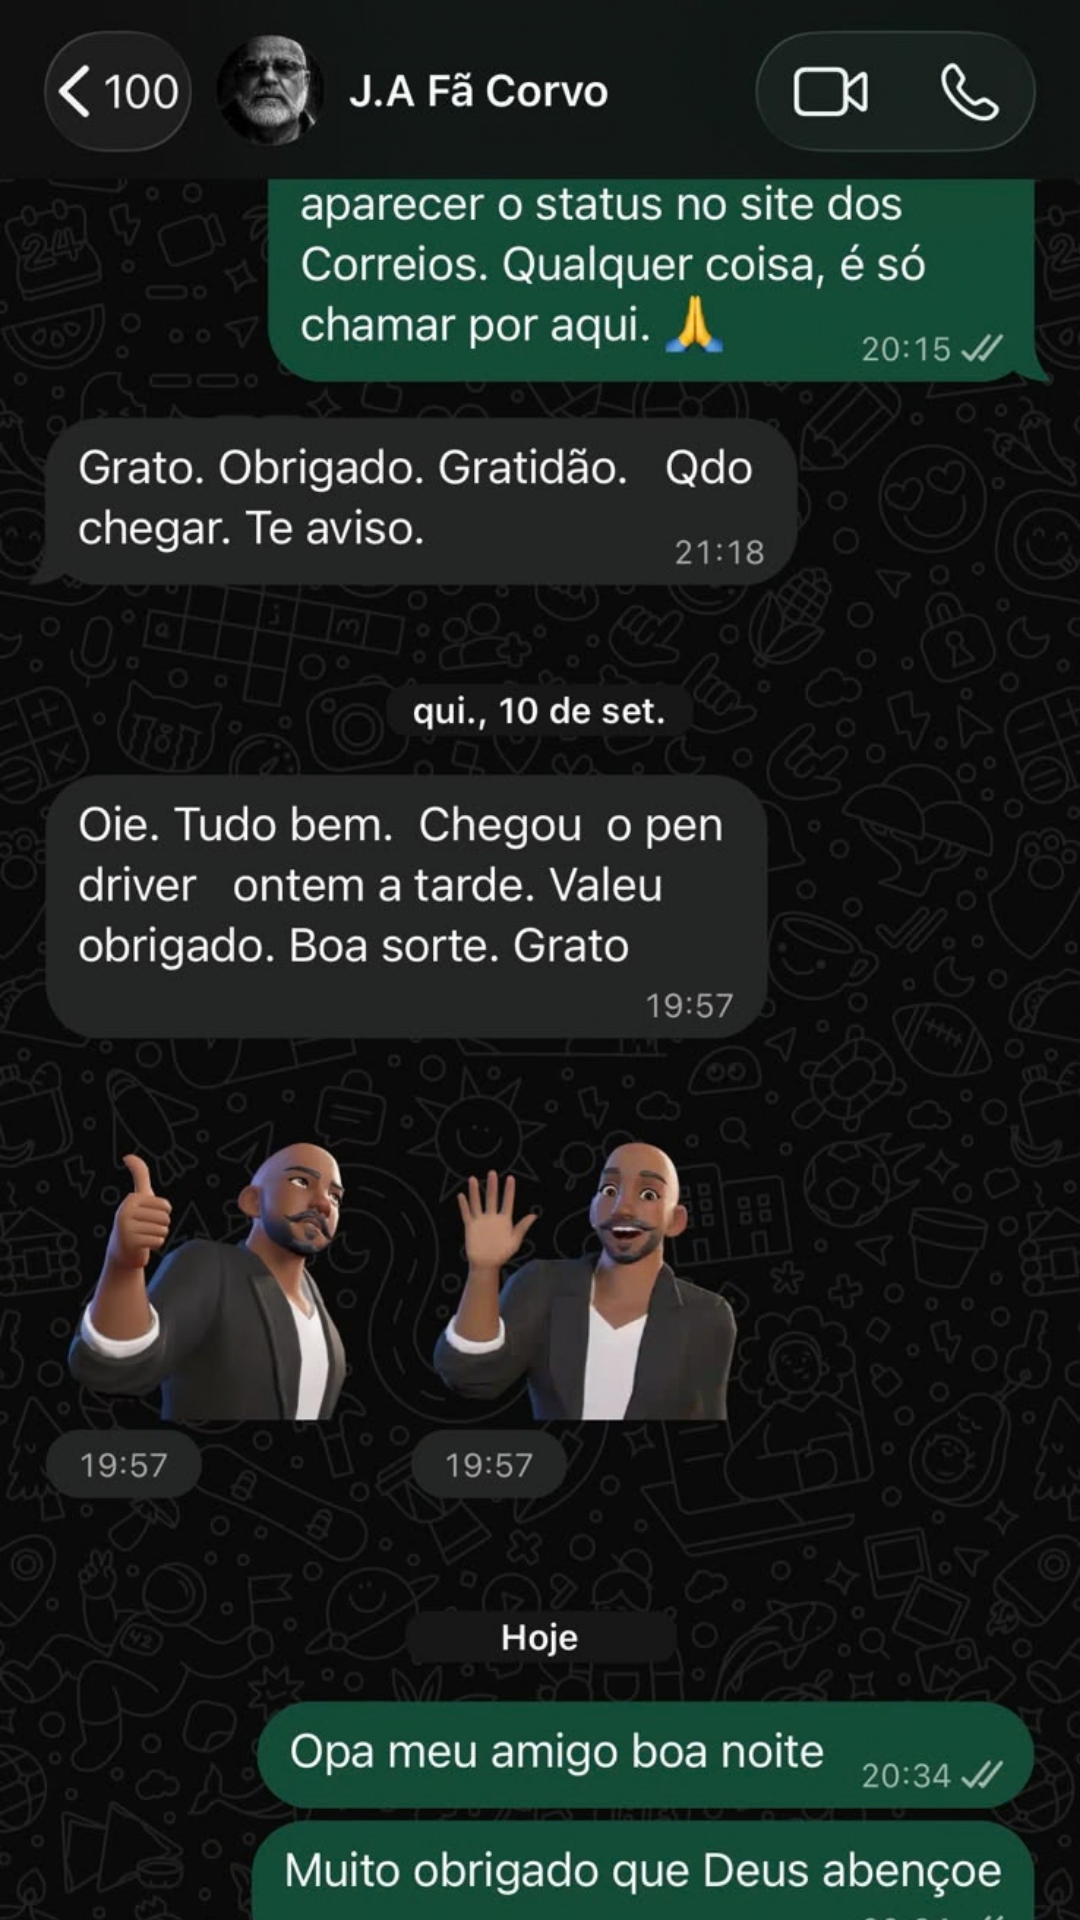 100
J.A Fã Corvo
aparecer o status no site dos
Correios. Qualquer coisa, é só
chamar por aqui. 🙏
20:15
Grato. Obrigado. Gratidão. Qdo
chegar. Te aviso.
21:18
qui., 10 de set.
Oie. Tudo bem. Chegou o pen
driver ontem a tarde. Valeu
obrigado. Boa sorte. Grato
19:57
19:57
19:57
Hoje
Opa meu amigo boa noite
20:34
Muito obrigado que Deus abençoe